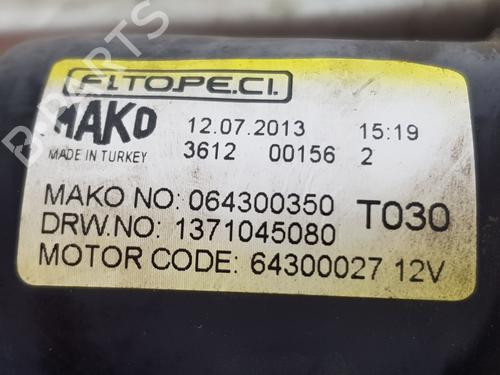 F.I.TO.PE.C.I.
MAKO 12.07.2013 15:19
MADE IN TURKEY 3612 00156 2
MAKO NO: 064300350 T030
DRW.NO: 1371045080
MOTOR CODE: 64300027 12V
B-PARTS